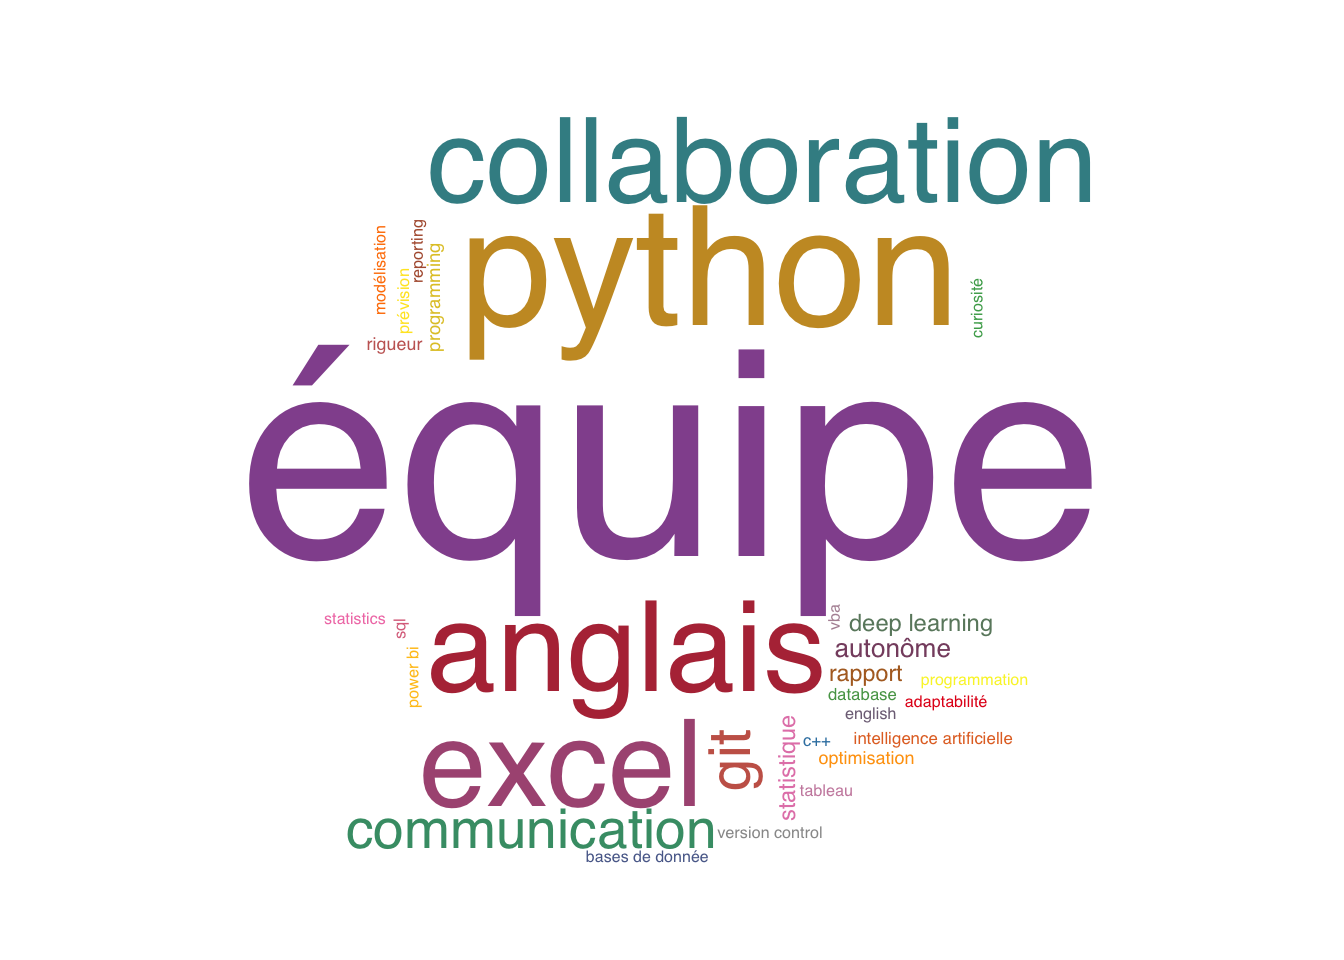 collaboration
python
modélisation
prévision
reporting
programming
rigueur
curiosité
équipe
statistics
sql
power bi
anglais
vba
deep learning
autonôme
rapport
programmation
database
adaptabilité
english
excel
git
statistique
c++
intelligence artificielle
optimisation
tableau
communication
version control
bases de donnée